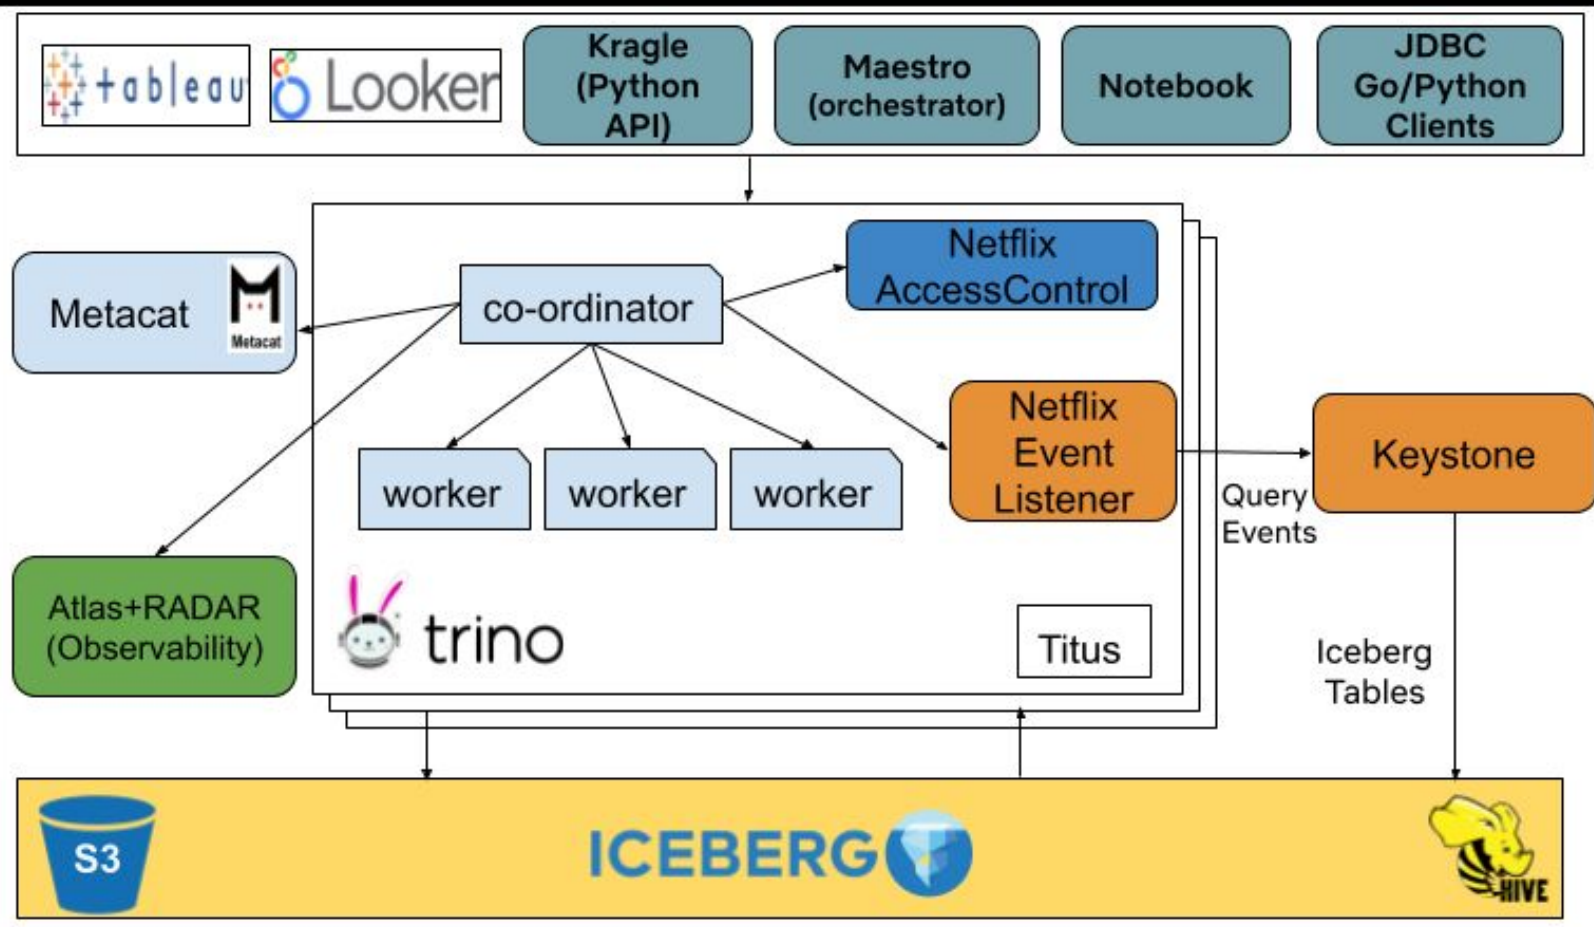 tableau
Looker
Kragle
(Python
API)
Maestro
(orchestrator)
Notebook
JDBC
Go/Python
Clients
Netflix
AccessControl
co-ordinator
Metacat
Metacat
Netflix
Event
Listener
Keystone
worker
worker
worker
Query
Events
Atlas+RADAR
(Observability)
trino
Titus
Iceberg
Tables
S3
ICEBERG
HIVE